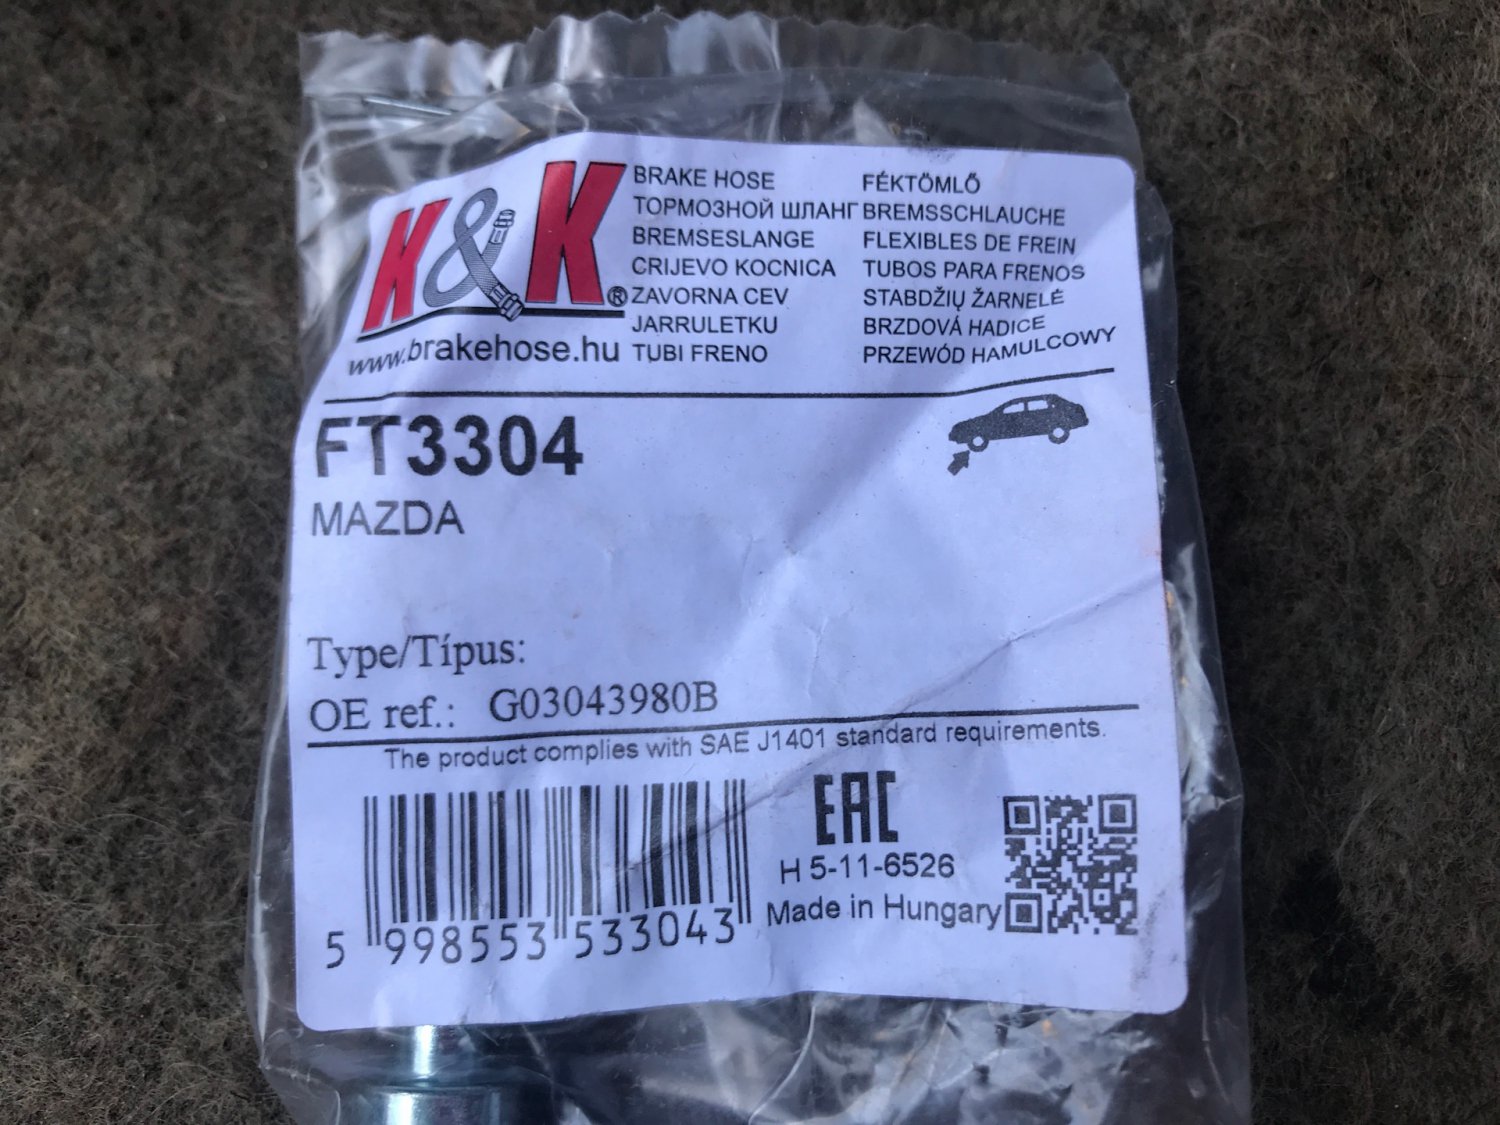 K&K®
www.brakehose.hu
BRAKE HOSE
ТОРМОЗНОЙ ШЛАНГ
BREMSESLANGE
CRIJEVO KOCNICA
ZAVORNA CEV
JARRULETKU
TUBI FRENO
FÉKTÖMLŐ
BREMSSCHLAUCHE
FLEXIBLES DE FREIN
TUBOS PARA FRENOS
STABDŽIŲ ŽARNELĖ
BRZDOVÁ HADICE
PRZEWÓD HAMULCOWY
FT3304
MAZDA
Type/Típus:
OE ref.: G03043980B
The product complies with SAE J1401 standard requirements.
5 998553 533043
EAC
H 5-11-6526
Made in Hungary